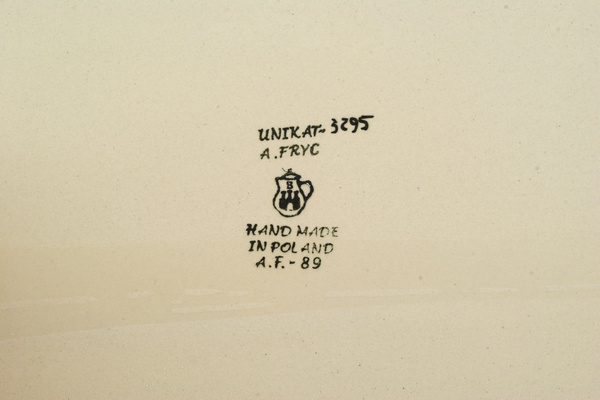 UNIKAT-3295
A.FRYC
B
HAND MADE
IN POLAND
A.F.-89